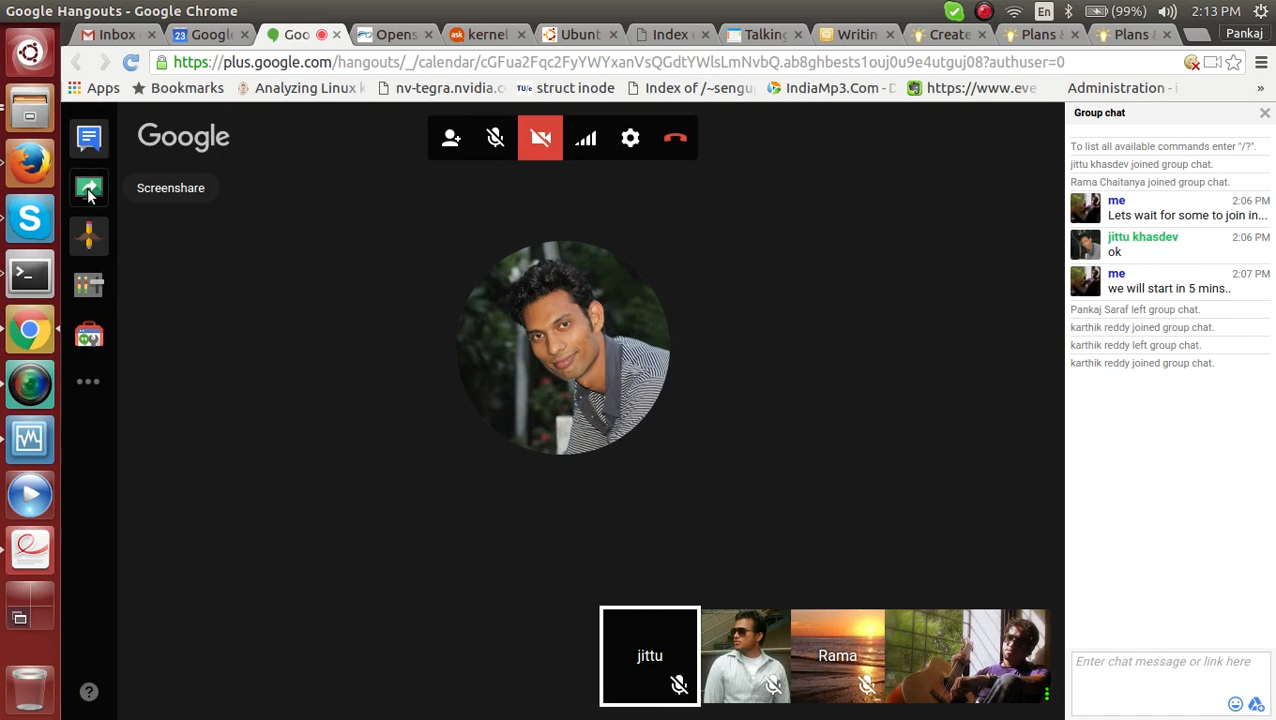 Google Hangouts - Google Chrome
En
(99%)
2:13 PM
Inbox
Google
Goo
Opens
kernel
Ubunt
Index
Talking
Writin
Create
Plans &
Plans &
Pankaj
https://plus.google.com/hangouts/_/calendar/cGFua2Fqc2FyYWYxanVsQGdtYWlsLmNvbQ.ab8ghbests1ouj0u9e4utguj08?authuser=0
Apps
Bookmarks
Analyzing Linux k
nv-tegra.nvidia.c
TU/e
struct inode
Index of /~sengu
IndiaMp3.Com - D
https://www.eve
Administration - i
»
Google
Screenshare
Group chat
To list all available commands enter "/?".
jittu khasdev joined group chat.
Rama Chaitanya joined group chat.
me
2:06 PM
Lets wait for some to join in...
jittu khasdev
2:06 PM
ok
me
2:07 PM
we will start in 5 mins..
Pankaj Saraf left group chat.
karthik reddy joined group chat.
karthik reddy left group chat.
karthik reddy joined group chat.
jittu
Rama
Enter chat message or link here